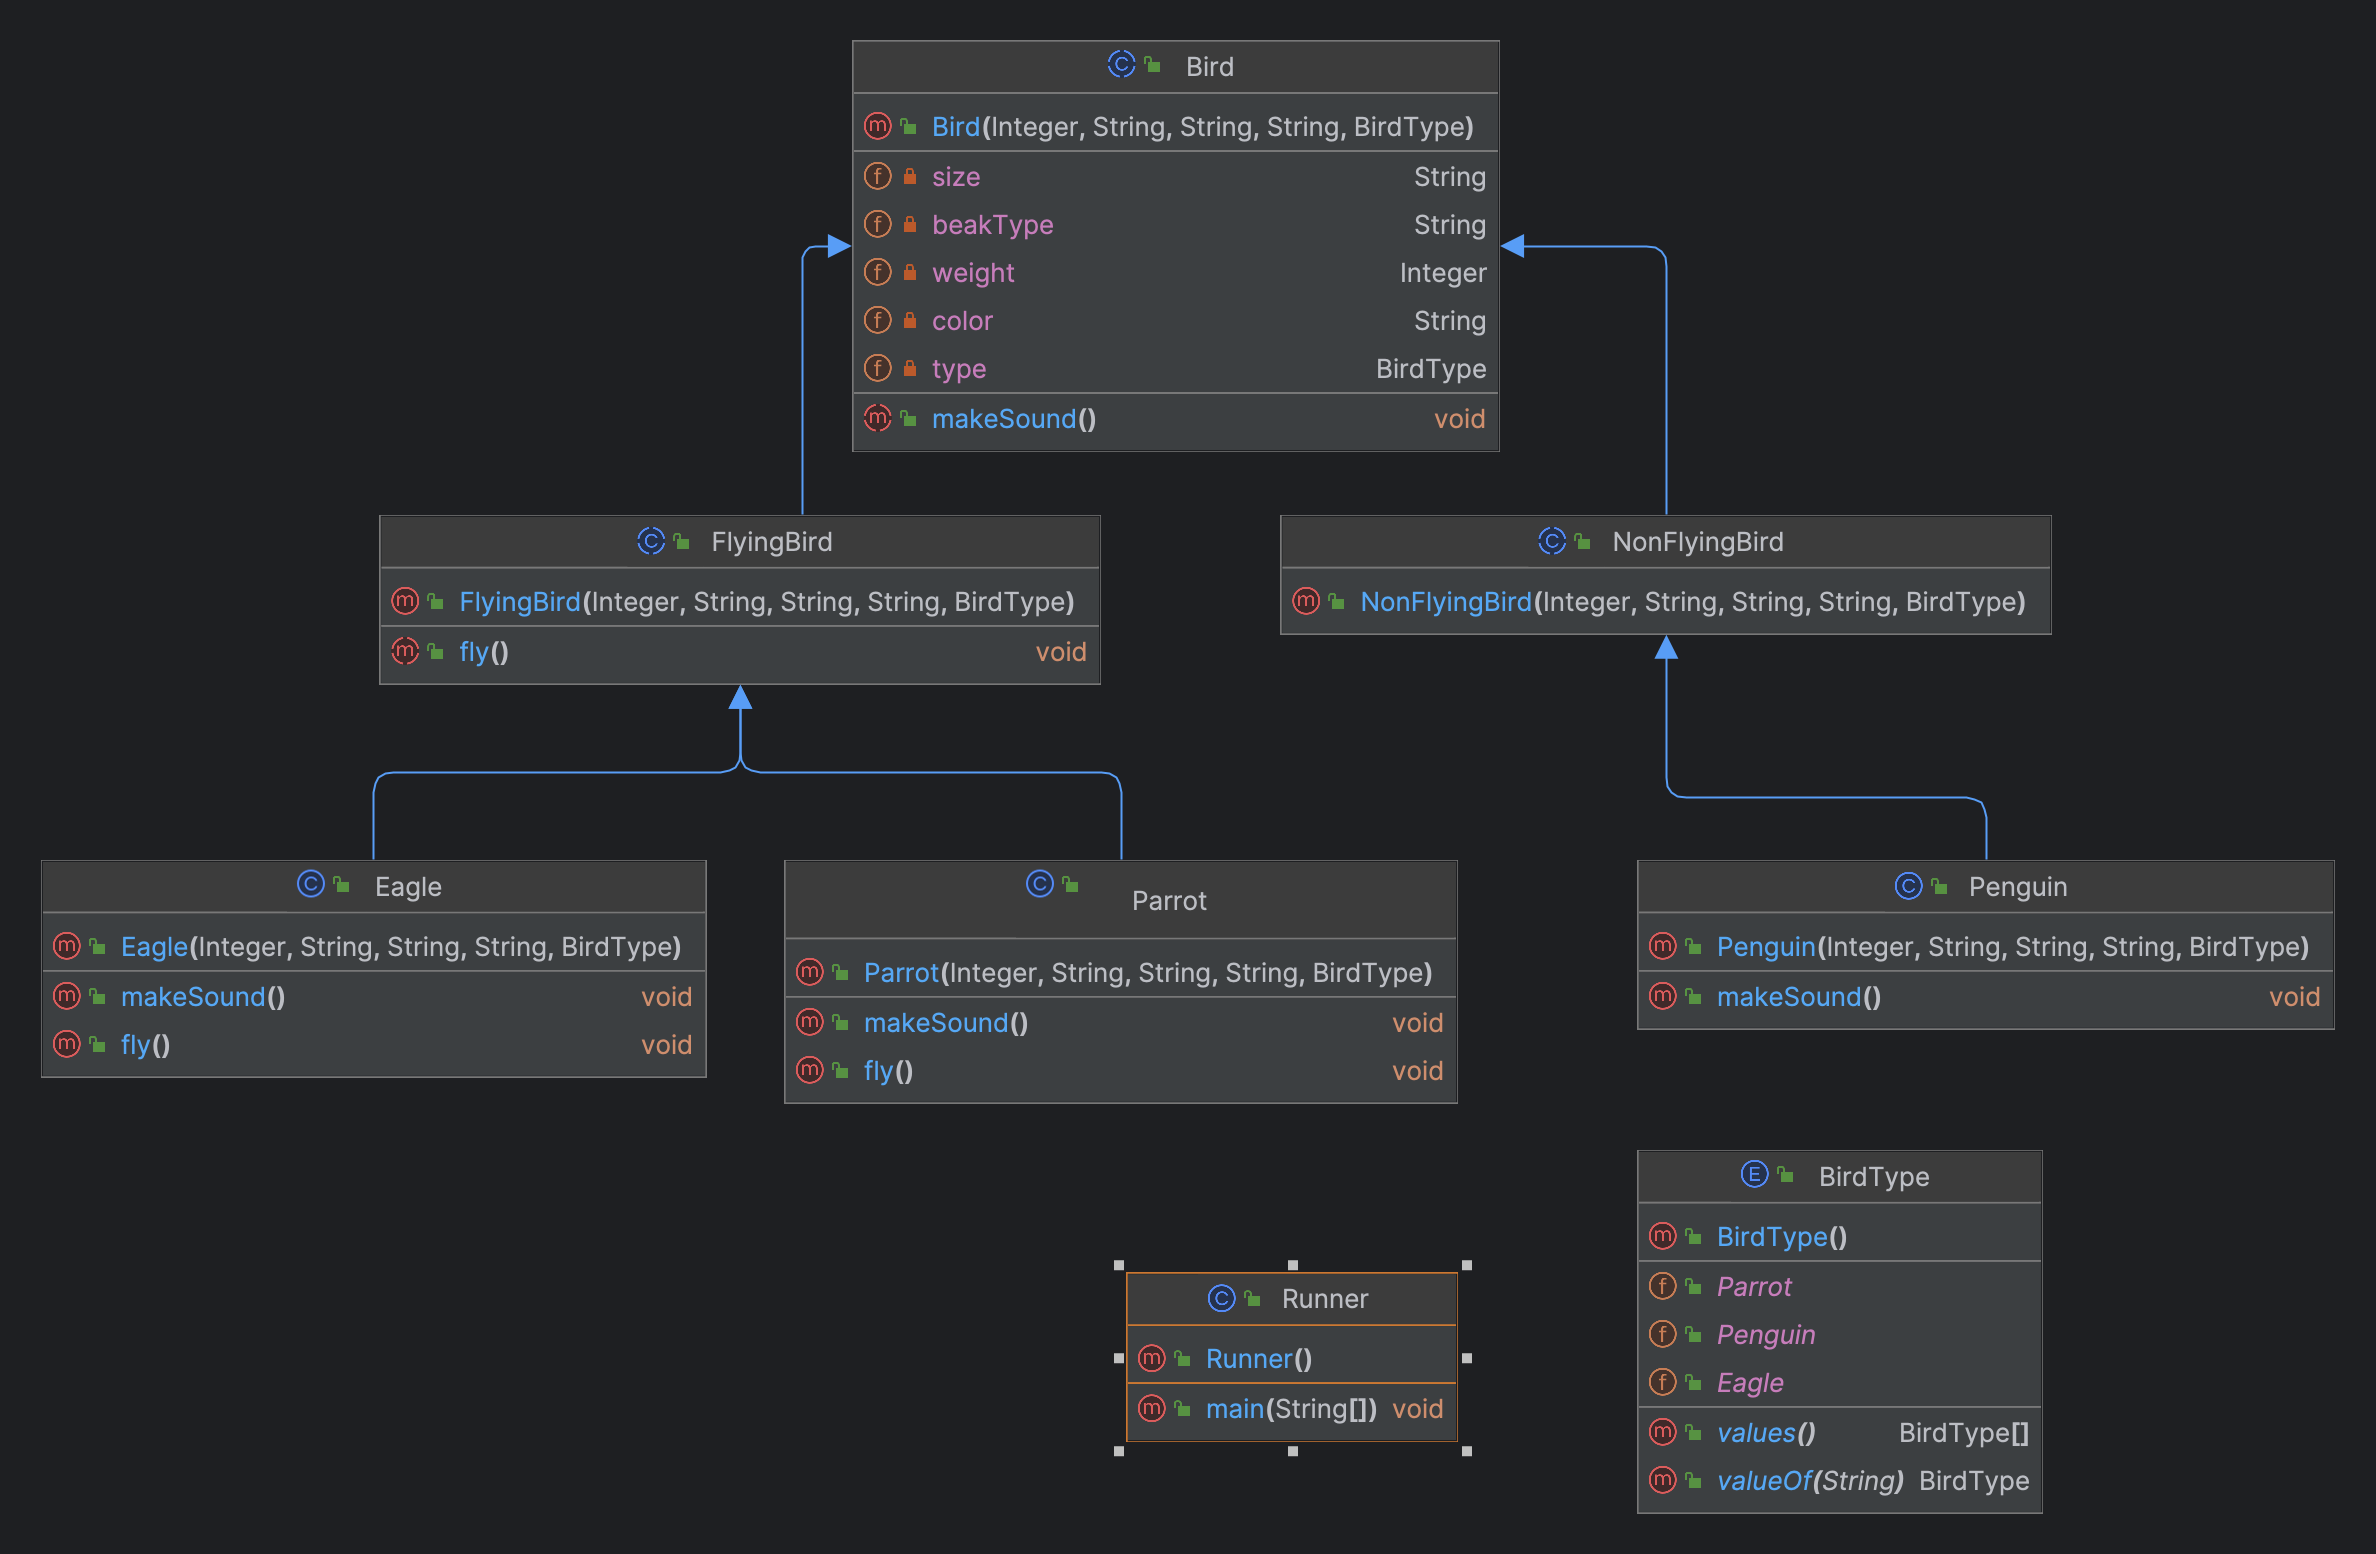 Bird
Bird(Integer, String, String, String, BirdType)
size String
beakType String
weight Integer
color String
type BirdType
makeSound() void
FlyingBird
FlyingBird(Integer, String, String, String, BirdType)
fly() void
NonFlyingBird
NonFlyingBird(Integer, String, String, String, BirdType)
Eagle
Eagle(Integer, String, String, String, BirdType)
makeSound() void
fly() void
Parrot
Parrot(Integer, String, String, String, BirdType)
makeSound() void
fly() void
Penguin
Penguin(Integer, String, String, String, BirdType)
makeSound() void
Runner
Runner()
main(String[]) void
BirdType
BirdType()
Parrot
Penguin
Eagle
values() BirdType[]
valueOf(String) BirdType